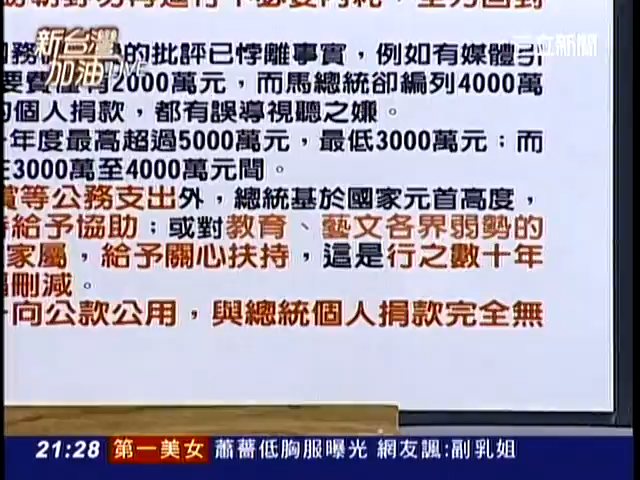 新台灣
加油LIVE
三立新聞
的批評已悖離事實，例如有媒體引
2000萬元，而馬總統卻編列4000萬
個人捐款，都有誤導視聽之嫌。
年度最高超過5000萬元，最低3000萬元；而
3000萬至4000萬元間。
等公務支出外，總統基於國家元首高度，
給予協助；或對教育、藝文各界弱勢的
家屬，給予關心扶持，這是行之數十年
刪減。
向公款公用，與總統個人捐款完全無
21:28 第一美女 蕭薔低胸服曝光 網友諷:副乳姐